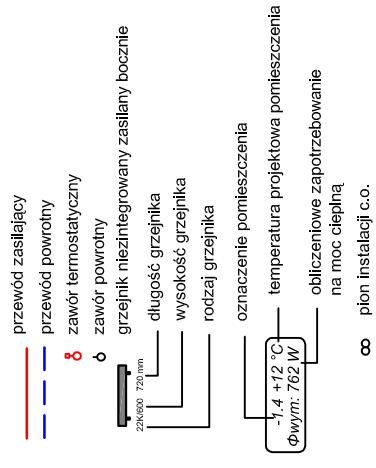 przewód zasilający
przewód powrotny
zawór termostatyczny
zawór powrotny
grzejnik niezintegrowany zasilany bocznie
22K/600 720 mm
długość grzejnika
wysokość grzejnika
rodzaj grzejnika
oznaczenie pomieszczenia
-1.4 +12 °C
Φwym: 762 W
temperatura projektowa pomieszczenia
obliczeniowe zapotrzebowanie
na moc cieplną
pion instalacji c.o.